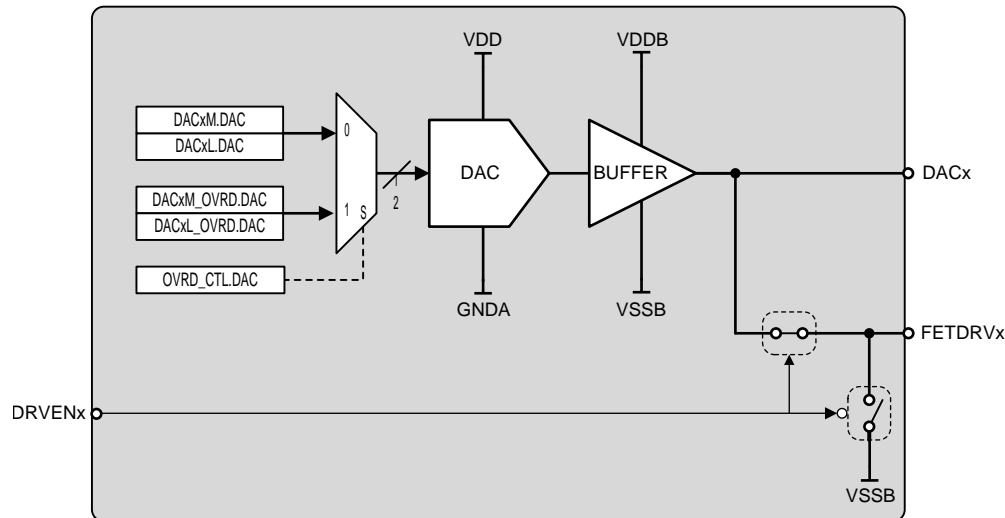 VDD
VDDB
DACxM.DAC
DACxL.DAC
0
DAC
BUFFER
DACx
DACxM_OVRD.DAC
DACxL_OVRD.DAC
1
S
2
OVRD_CTL.DAC
GNDA
VSSB
FETDRVx
DRVENx
VSSB